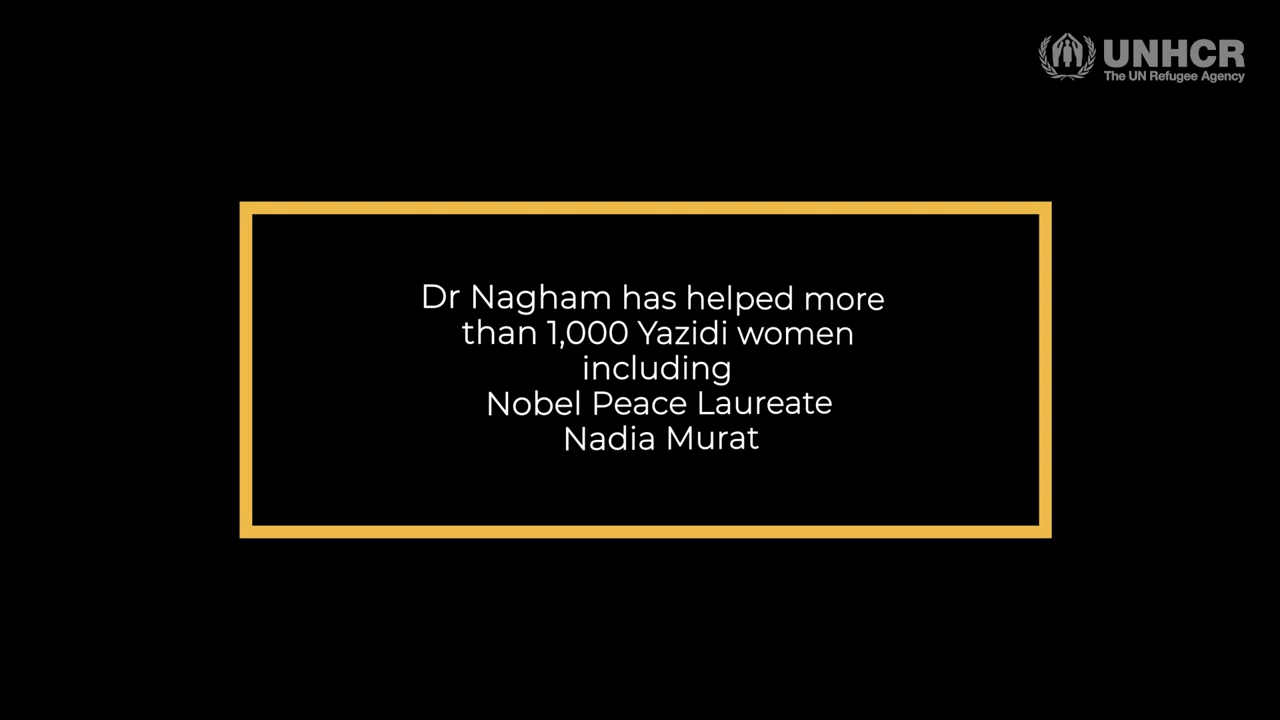 UNHCR
The UN Refugee Agency
Dr Nagham has helped more
than 1,000 Yazidi women
including
Nobel Peace Laureate
Nadia Murat